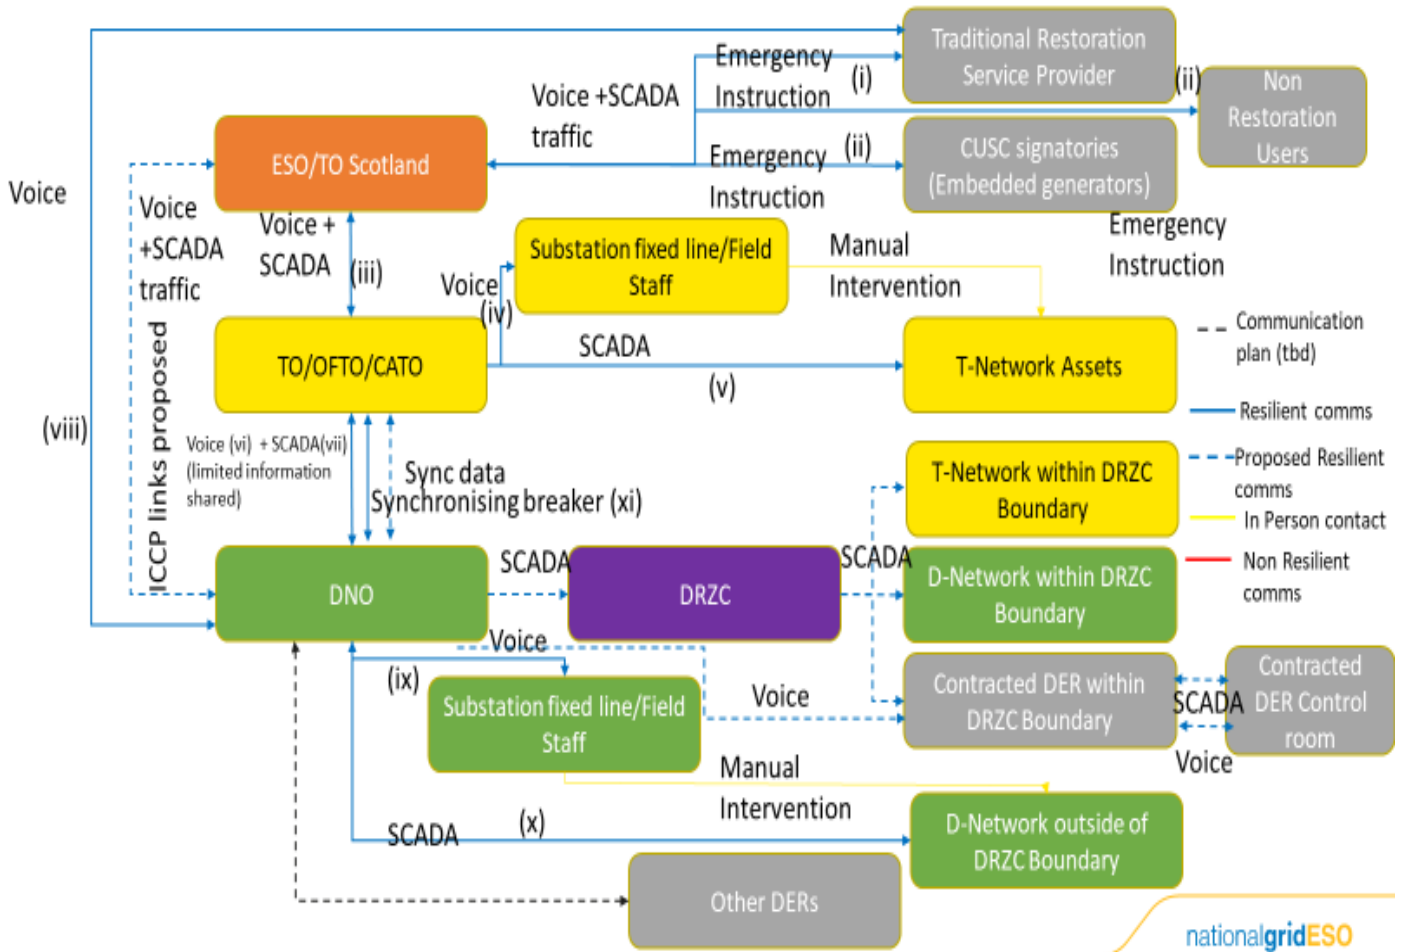 Traditional Restoration
Service Provider
Emergency
Instruction
(i)
(ii)
Non
Restoration
Users
Voice +SCADA
traffic
ESO/TO Scotland
Emergency
Instruction
(ii)
CUSC signatories
(Embedded generators)
Voice
Voice
+SCADA
traffic
Voice +
SCADA
(iii)
Emergency
Instruction
Substation fixed line/Field
Staff
Manual
Intervention
Voice
(iv)
SCADA
(v)
TO/OFTO/CATO
T-Network Assets
Communication
plan (tbd)
Resilient comms
Proposed Resilient
comms
In Person contact
Non Resilient
comms
(viii)
ICCP links proposed
Voice (vi) + SCADA(vii)
(limited information
shared)
Sync data
Synchronising breaker (xi)
T-Network within DRZC
Boundary
DNO
SCADA
DRZC
SCADA
D-Network within DRZC
Boundary
Voice
(ix)
Substation fixed line/Field
Staff
Voice
Contracted DER within
DRZC Boundary
SCADA
Voice
Contracted
DER Control
room
Manual
Intervention
SCADA
(x)
D-Network outside of
DRZC Boundary
Other DERs
nationalgridESO